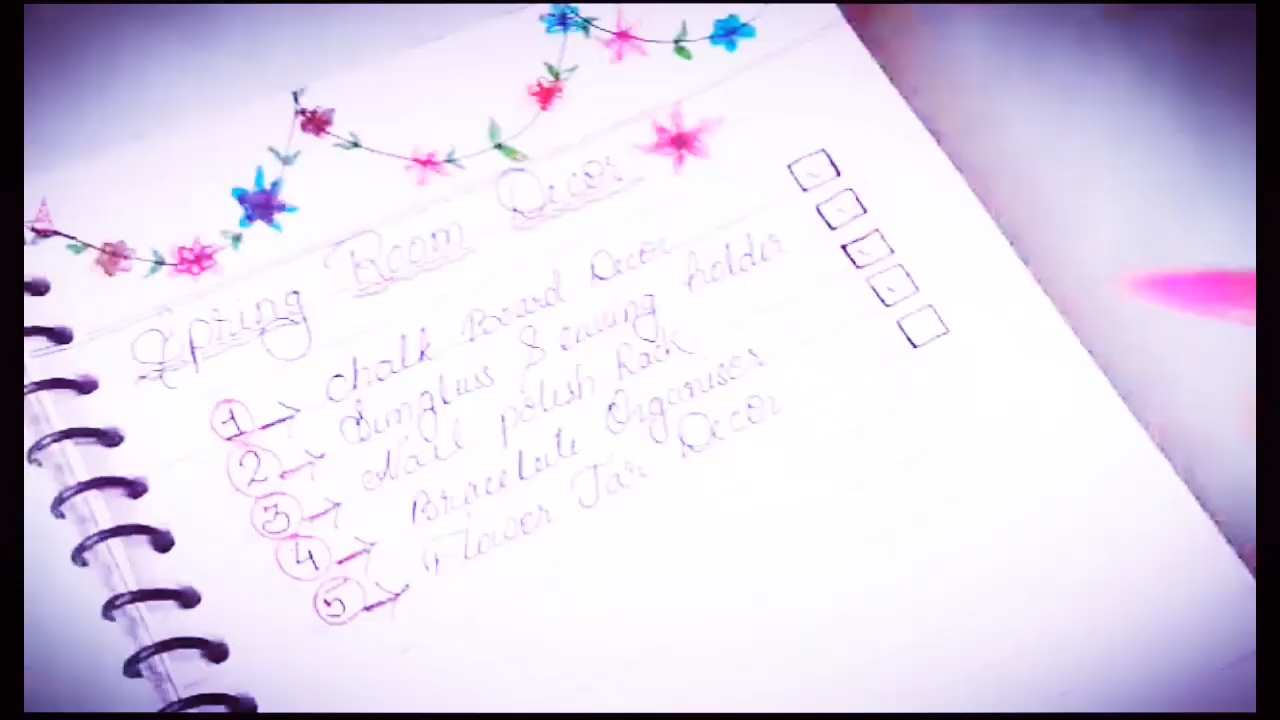 Spring Room Decor
1 → Chalk Board Decor
2 → Sunglass & earring holder
3 → Nail polish Rack
4 → Bracelate Organiser
5 → Flower Jar Decor